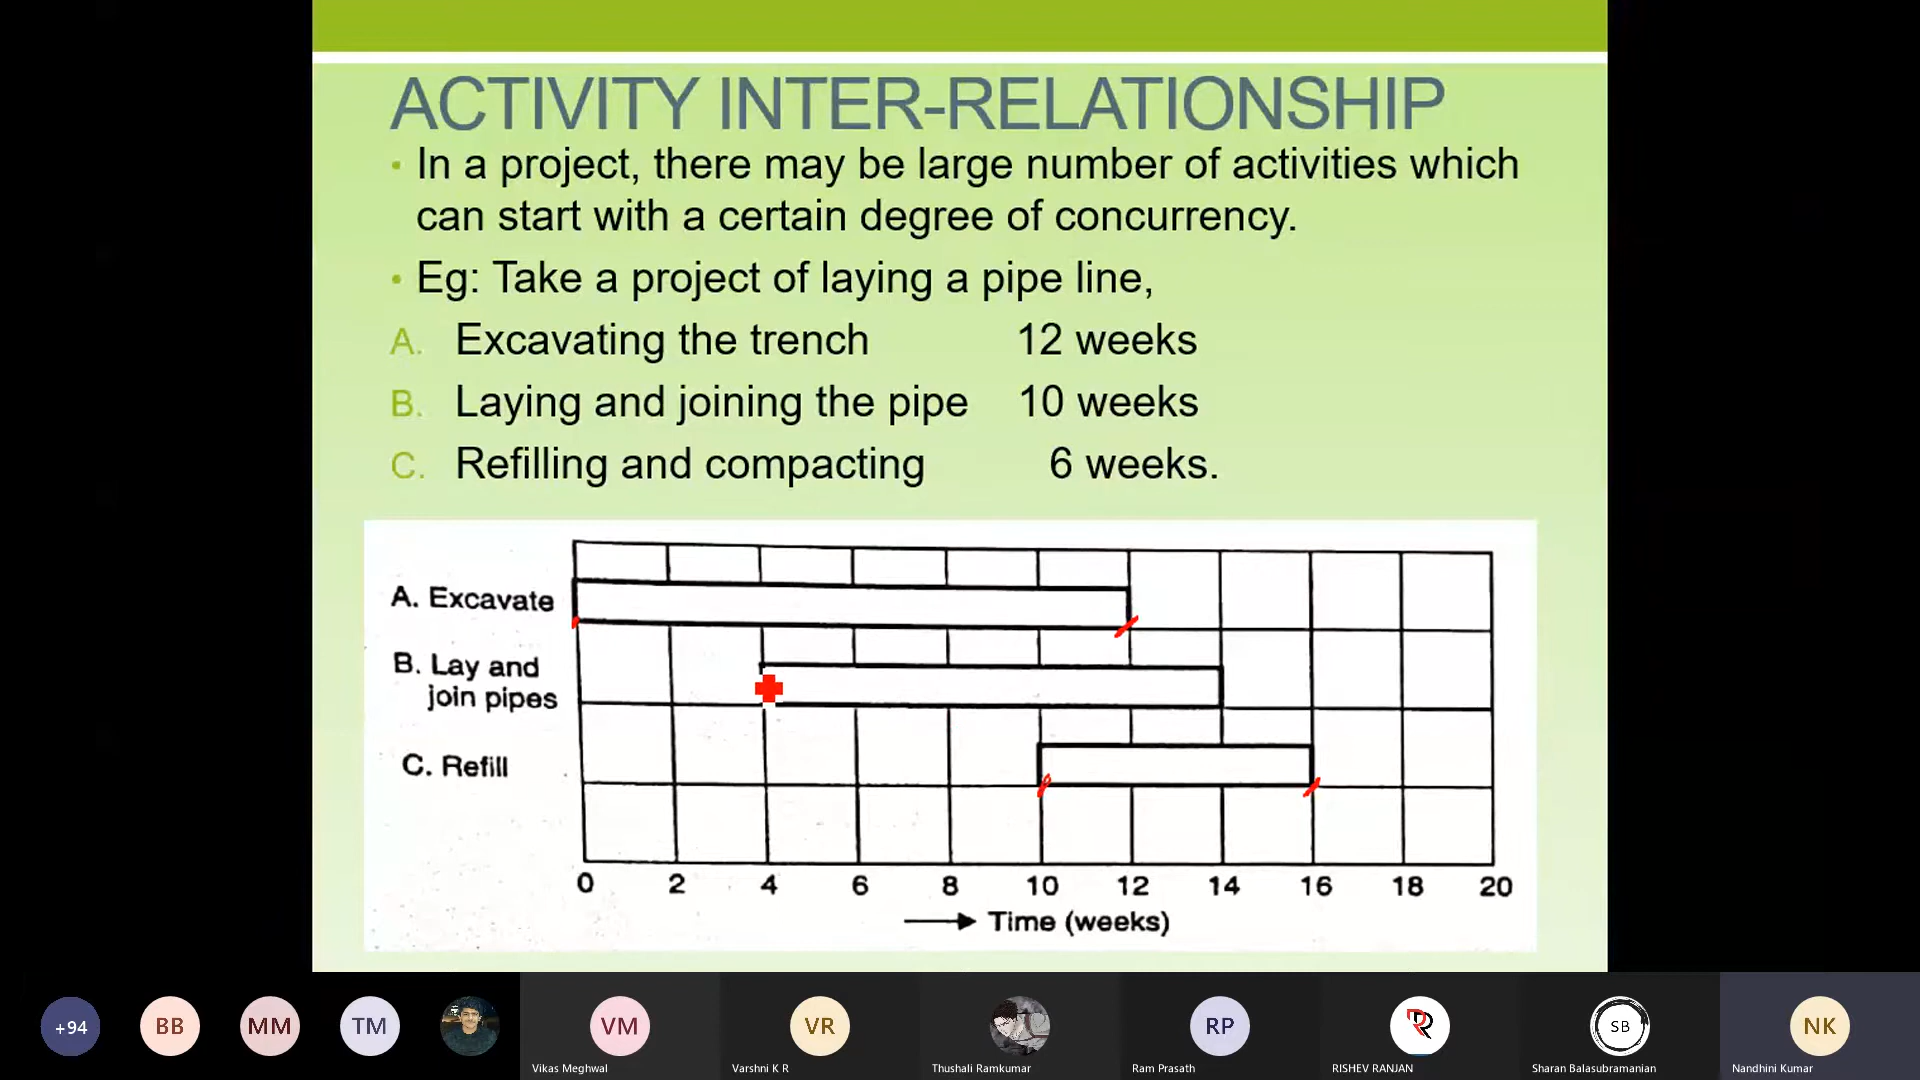 ACTIVITY INTER-RELATIONSHIP
• In a project, there may be large number of activities which
can start with a certain degree of concurrency.
• Eg: Take a project of laying a pipe line,
A. Excavating the trench 12 weeks
B. Laying and joining the pipe 10 weeks
C. Refilling and compacting 6 weeks.
A. Excavate
B. Lay and
join pipes
C. Refill
0 2 4 6 8 10 12 14 16 18 20
Time (weeks)
+94 BB MM TM VM VR RP R SB NK
Vikas Meghwal Varshni K R Thushali Ramkumar Ram Prasath RISHEV RANJAN Sharan Balasubramanian Nandhini Kumar